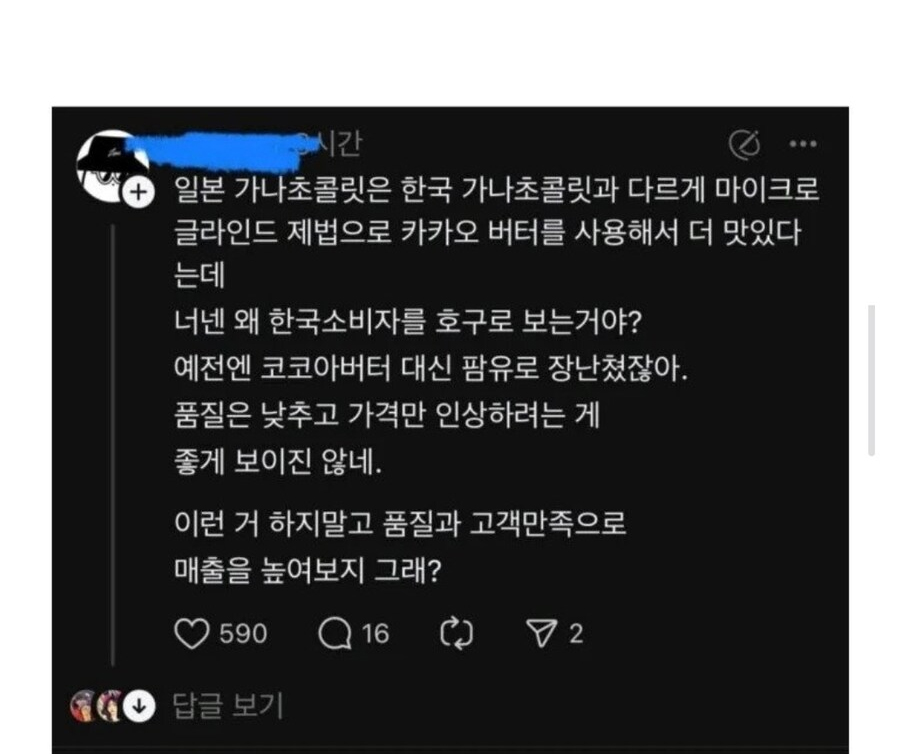 시간
일본 가나초콜릿은 한국 가나초콜릿과 다르게 마이크로
글라인드 제법으로 카카오 버터를 사용해서 더 맛있다
는데
너넨 왜 한국소비자를 호구로 보는거야?
예전엔 코코아버터 대신 팜유로 장난쳤잖아.
품질은 낮추고 가격만 인상하려는 게
좋게 보이진 않네.
이런 거 하지말고 품질과 고객만족으로
매출을 높여보지 그래?
590 16 2
답글 보기